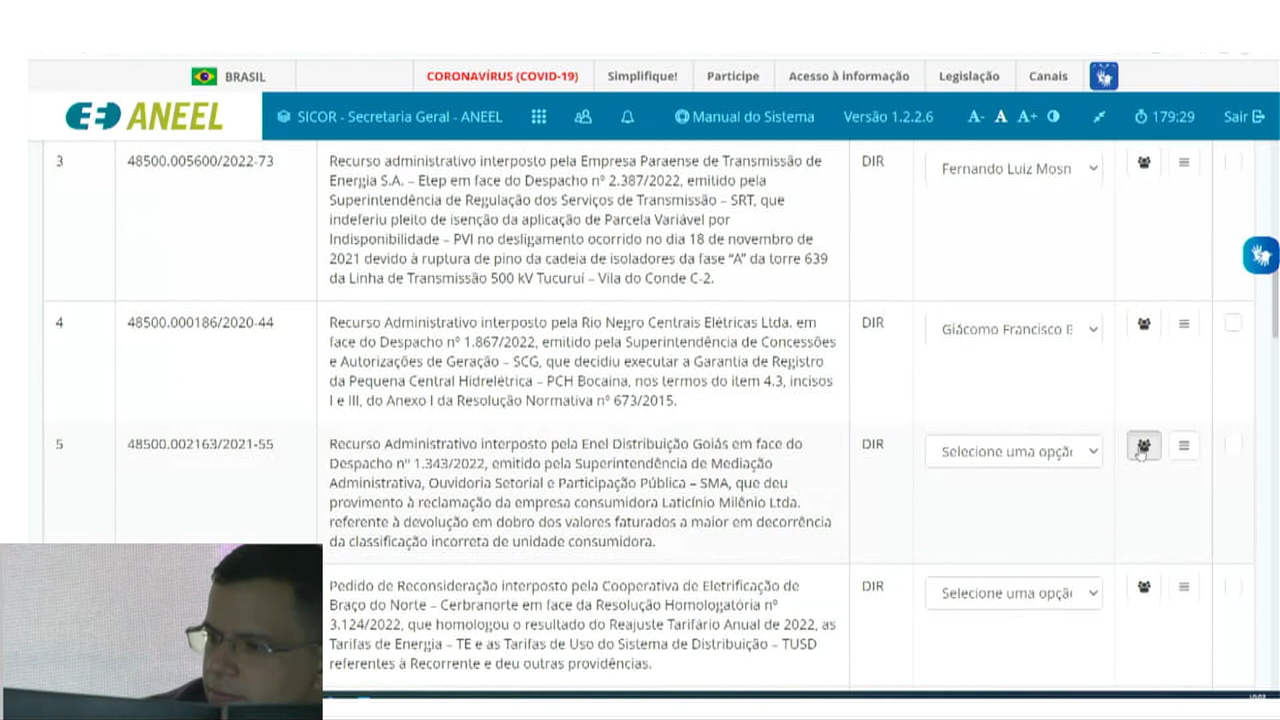 BRASIL
CORONAVÍRUS (COVID-19)
Simplifique!
Participe
Acesso à informação
Legislação
Canais
ANEEL
SICOR - Secretaria Geral - ANEEL
Manual do Sistema
Versão 1.2.2.6
A-
A
A+
179:29
Sair
3
48500.005600/2022-73
Recurso administrativo interposto pela Empresa Paraense de Transmissão de
Energia S.A. – Etep em face do Despacho nº 2.387/2022, emitido pela
Superintendência de Regulação dos Serviços de Transmissão – SRT, que
indeferiu pleito de isenção da aplicação de Parcela Variável por
Indisponibilidade – PVI no desligamento ocorrido no dia 18 de novembro de
2021 devido à ruptura de pino da cadeia de isoladores da fase “A” da torre 639
da Linha de Transmissão 500 kV Tucuruí – Vila do Conde C-2.
DIR
Fernando Luiz Mosn
4
48500.000186/2020-44
Recurso Administrativo interposto pela Rio Negro Centrais Elétricas Ltda. em
face do Despacho nº 1.867/2022, emitido pela Superintendência de Concessões
e Autorizações de Geração – SCG, que decidiu executar a Garantia de Registro
da Pequena Central Hidrelétrica – PCH Bocaina, nos termos do item 4.3, incisos
I e III, do Anexo I da Resolução Normativa nº 673/2015.
DIR
Giácomo Francisco B
5
48500.002163/2021-55
Recurso Administrativo interposto pela Enel Distribuição Goiás em face do
Despacho nº 1.343/2022, emitido pela Superintendência de Mediação
Administrativa, Ouvidoria Setorial e Participação Pública – SMA, que deu
provimento à reclamação da empresa consumidora Laticínio Milênio Ltda.
referente à devolução em dobro dos valores faturados a maior em decorrência
da classificação incorreta de unidade consumidora.
DIR
Selecione uma opçã
Pedido de Reconsideração interposto pela Cooperativa de Eletrificação de
Braço do Norte – Cerbranorte em face da Resolução Homologatória nº
3.124/2022, que homologou o resultado do Reajuste Tarifário Anual de 2022, as
Tarifas de Energia – TE e as Tarifas de Uso do Sistema de Distribuição – TUSD
referentes à Recorrente e deu outras providências.
DIR
Selecione uma opçã